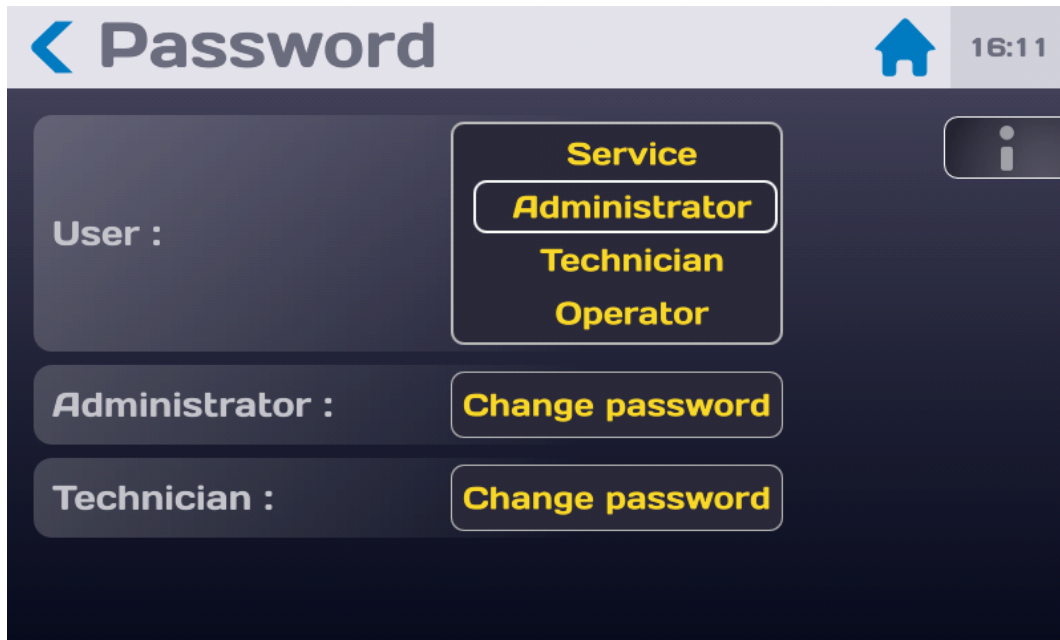 Password
16:11
Service
Administrator
User :
Technician
Operator
Administrator :
Change password
Technician :
Change password